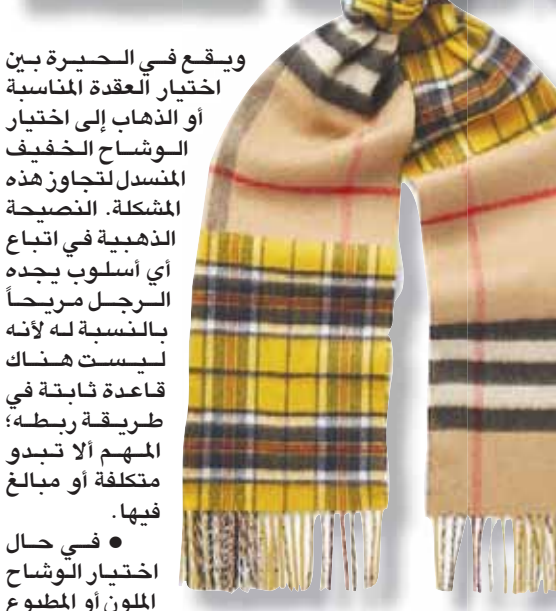 ويقع في الحيرة بين
اختيار العقدة المناسبة
أو الذهاب إلى اختيار
الوشاح الخفيف
المنسدل لتجاوز هذه
المشكلة. النصيحة
الذهبية في اتباع
أي أسلوب يجده
الرجل مريحاً
بالنسبة له لأنه
ليست هناك
قاعدة ثابتة في
طريقة ربطه؛
المهم ألا تبدو
متكلفة أو مبالغ
فيها.
● في حال
اختيار الوشاح
الملون أو المطبوع